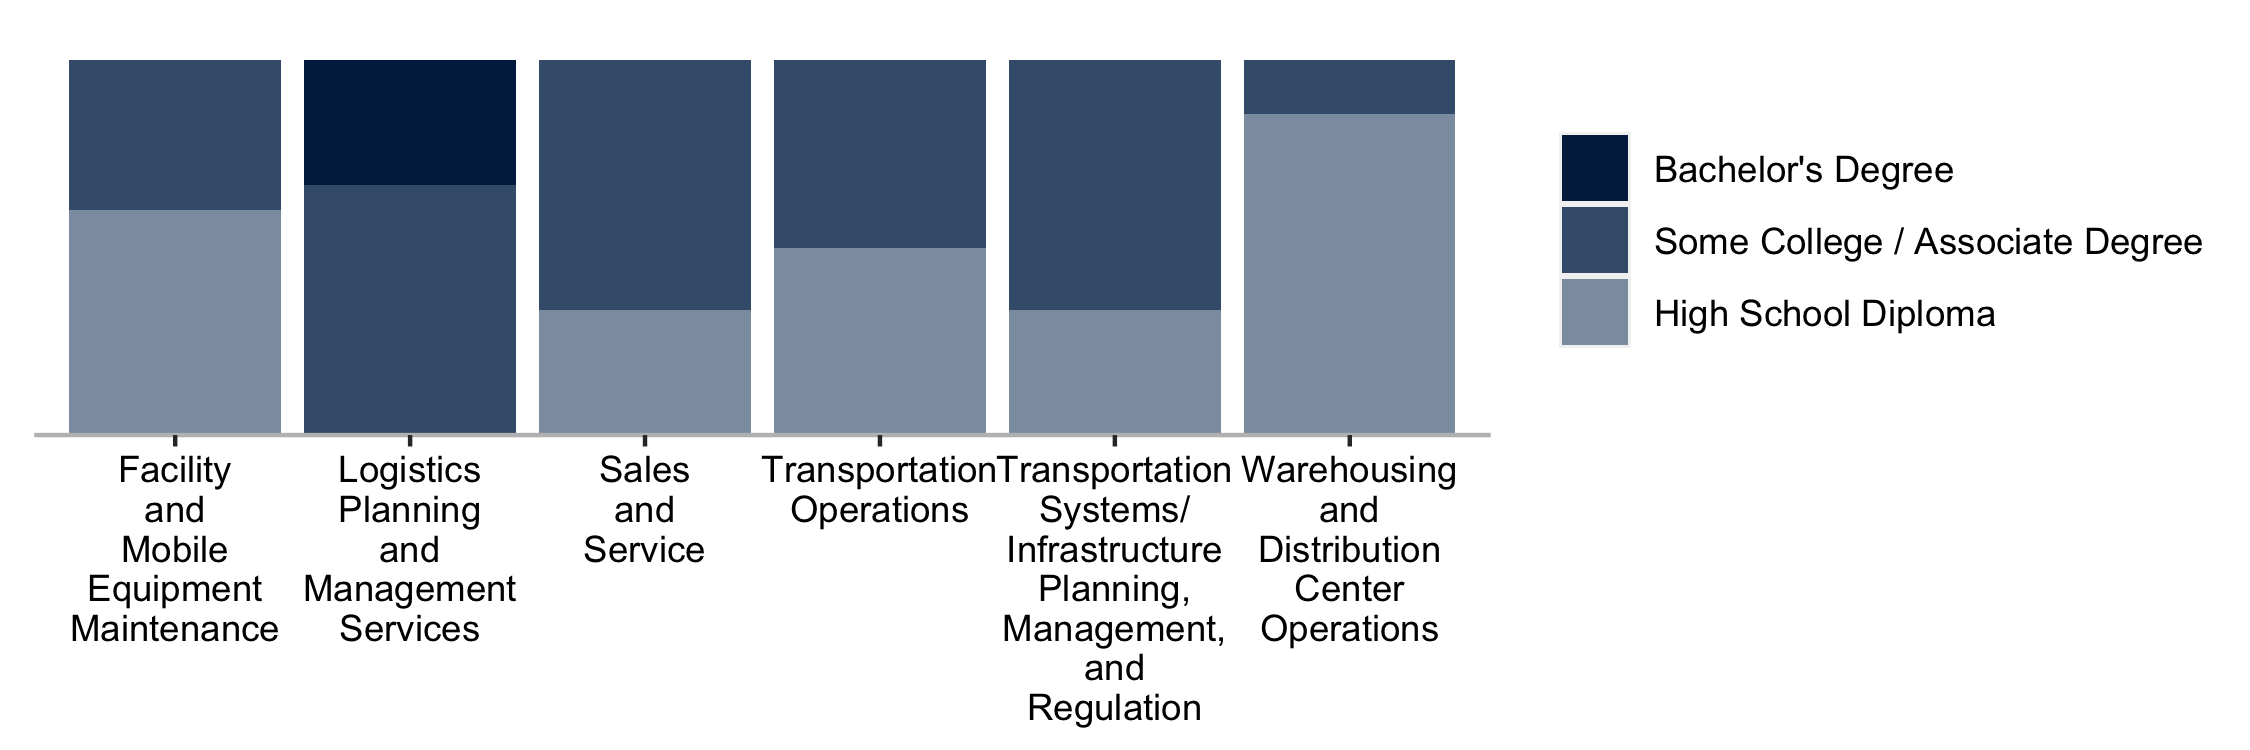 Bachelor's Degree
Some College / Associate Degree
High School Diploma
Facility
and
Mobile
Equipment
Maintenance
Logistics
Planning
and
Management
Services
Sales
and
Service
Transportation
Operations
Transportation
Systems/
Infrastructure
Planning,
Management,
and
Regulation
Warehousing
and
Distribution
Center
Operations